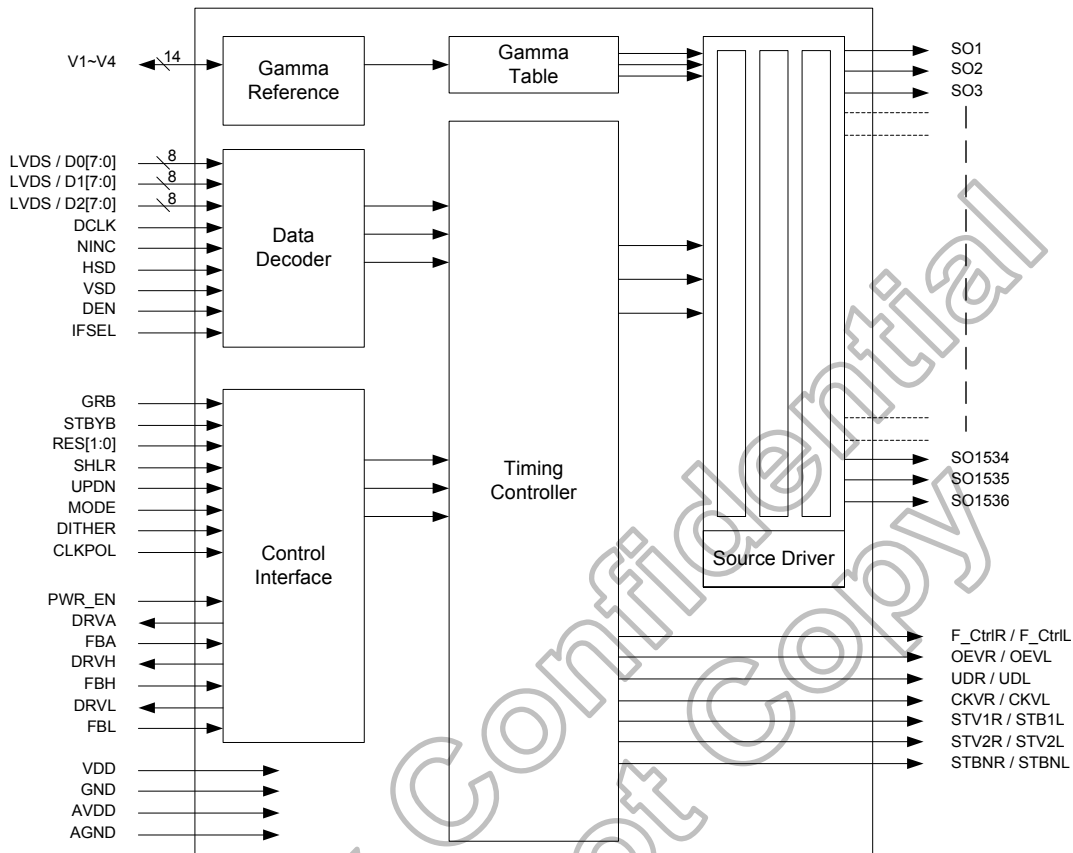 V1~V4
14
Gamma
Reference
Gamma
Table
SO1
SO2
SO3
LVDS / D0[7:0]
8
LVDS / D1[7:0]
8
LVDS / D2[7:0]
8
DCLK
NINC
HSD
VSD
DEN
IFSEL
Data
Decoder
GRB
STBYB
RES[1:0]
SHLR
UPDN
MODE
DITHER
CLKPOL
PWR_EN
DRVA
FBA
DRVH
FBH
DRVL
FBL
Control
Interface
VDD
GND
AVDD
AGND
Timing
Controller
Source Driver
SO1534
SO1535
SO1536
F_CtrlR / F_CtrlL
OEVR / OEVL
UDR / UDL
CKVR / CKVL
STV1R / STB1L
STV2R / STV2L
STBNR / STBNL
Confidential
Copy